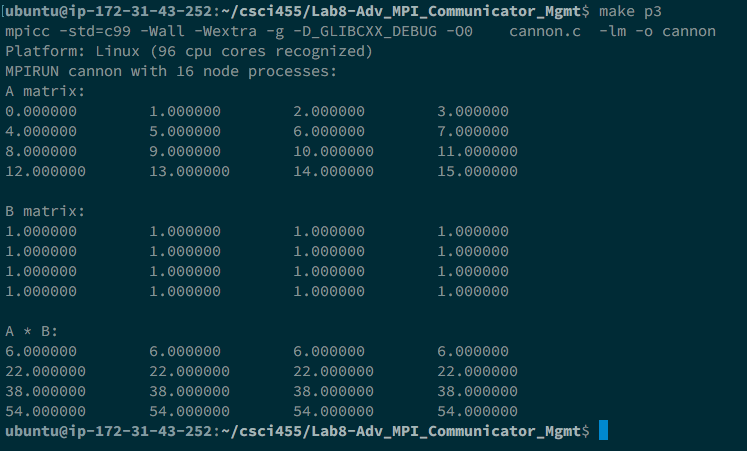 ubuntu@ip-172-31-43-252:~/csci455/Lab8-Adv_MPI_Communicator_Mgmt$ make p3
mpicc -std=c99 -Wall -Wextra -g -D_GLIBCXX_DEBUG -O0    cannon.c  -lm -o cannon
Platform: Linux (96 cpu cores recognized)
MPIRUN cannon with 16 node processes:
A matrix:
0.000000        1.000000        2.000000        3.000000
4.000000        5.000000        6.000000        7.000000
8.000000        9.000000        10.000000       11.000000
12.000000       13.000000       14.000000       15.000000

B matrix:
1.000000        1.000000        1.000000        1.000000
1.000000        1.000000        1.000000        1.000000
1.000000        1.000000        1.000000        1.000000
1.000000        1.000000        1.000000        1.000000

A * B:
6.000000        6.000000        6.000000        6.000000
22.000000       22.000000       22.000000       22.000000
38.000000       38.000000       38.000000       38.000000
54.000000       54.000000       54.000000       54.000000
ubuntu@ip-172-31-43-252:~/csci455/Lab8-Adv_MPI_Communicator_Mgmt$